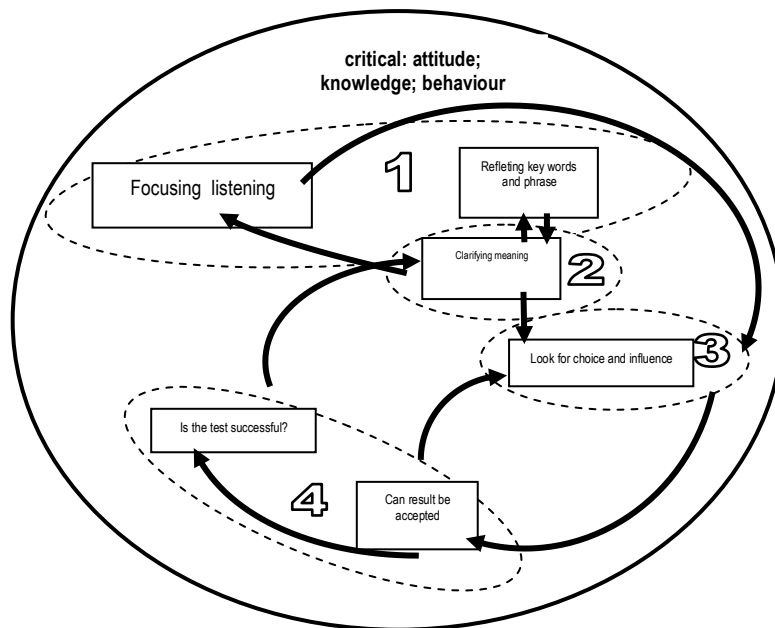 critical: attitude;
knowledge; behaviour
1
Refleting key words
and phrase
Focusing listening
Clarifying meaning
2
Look for choice and influence
3
Is the test successful?
4
Can result be
accepted